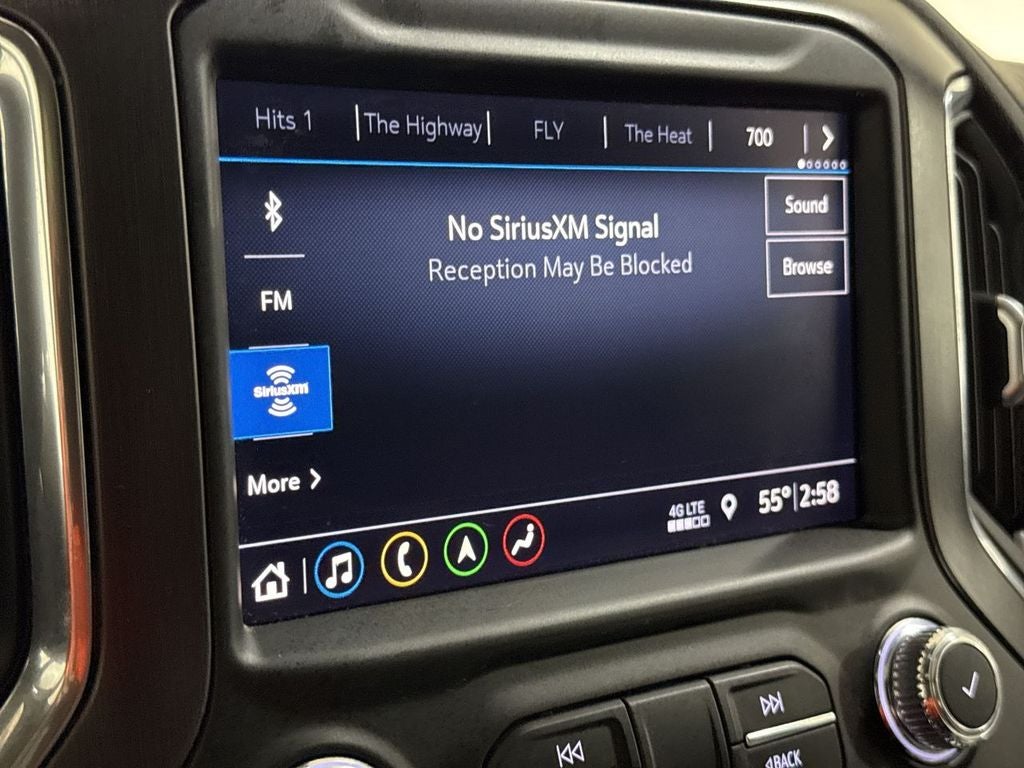 Hits 1 The Highway FLY The Heat 700
Sound
No SiriusXM Signal
Reception May Be Blocked
Browse
FM
SiriusXM
More
4G LTE 55° 2:58
BACK